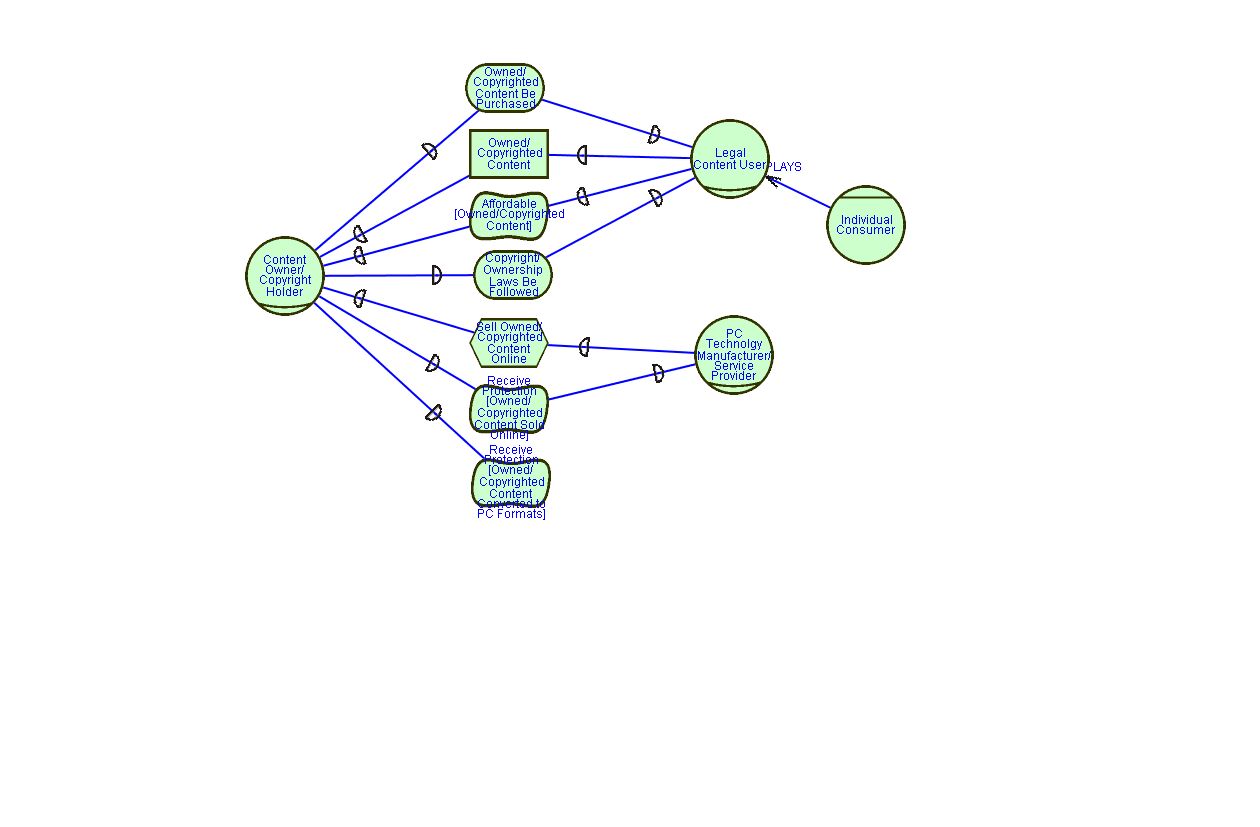 Owned/
Copyrighted
Content Be
Purchased
Owned/
Copyrighted
Content
Affordable
[Owned/Copyrighted
Content]
Copyright/
Ownership
Laws Be
Followed
Sell Owned/
Copyrighted
Content
Online
Receive
Protection
[Owned/
Copyrighted
Content Sold
Online]
Receive
Protection
[Owned/
Copyrighted
Content
Converted to
PC Formats]
Content
Owner/
Copyright
Holder
Legal
Content User
PLAYS
Individual
Consumer
PC
Technolgy
Manufacturer/
Service
Provider